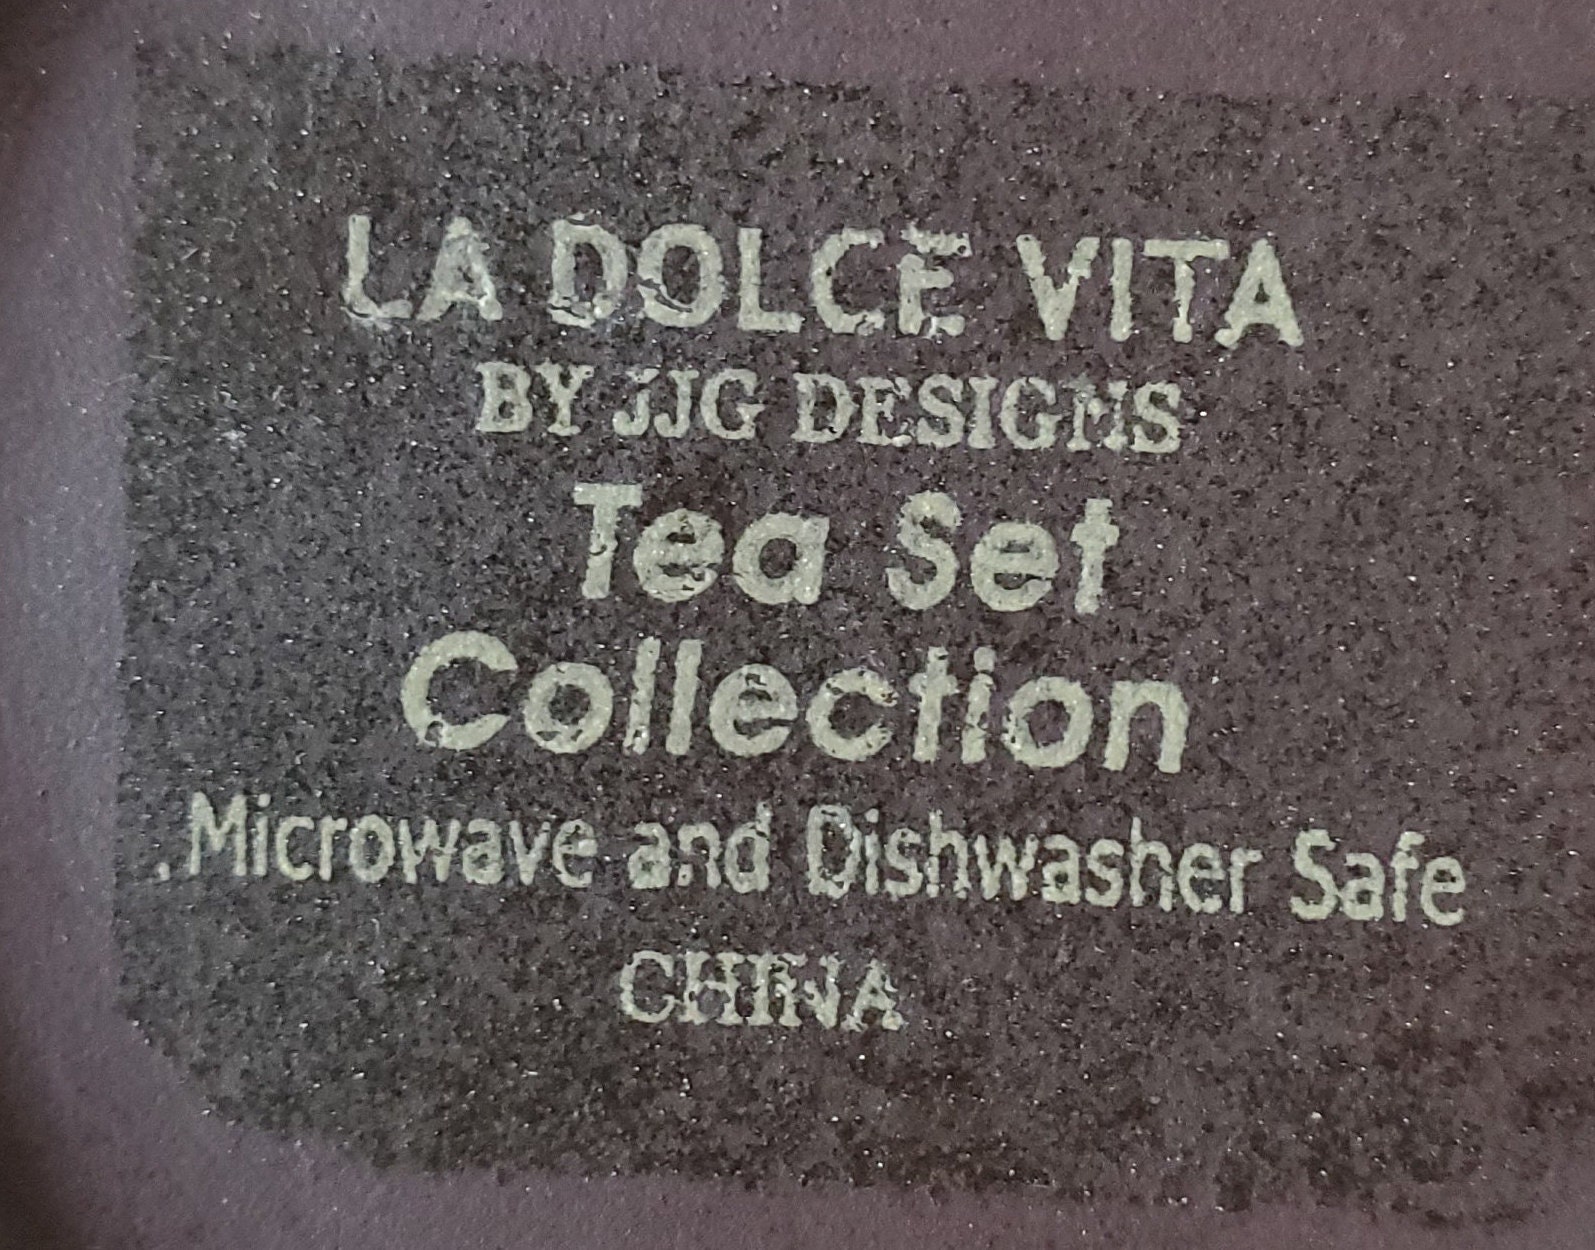 LA DOLCE VITA
BY JJG DESIGNS
Tea Set
Collection
.Microwave and Dishwasher Safe
CHINA